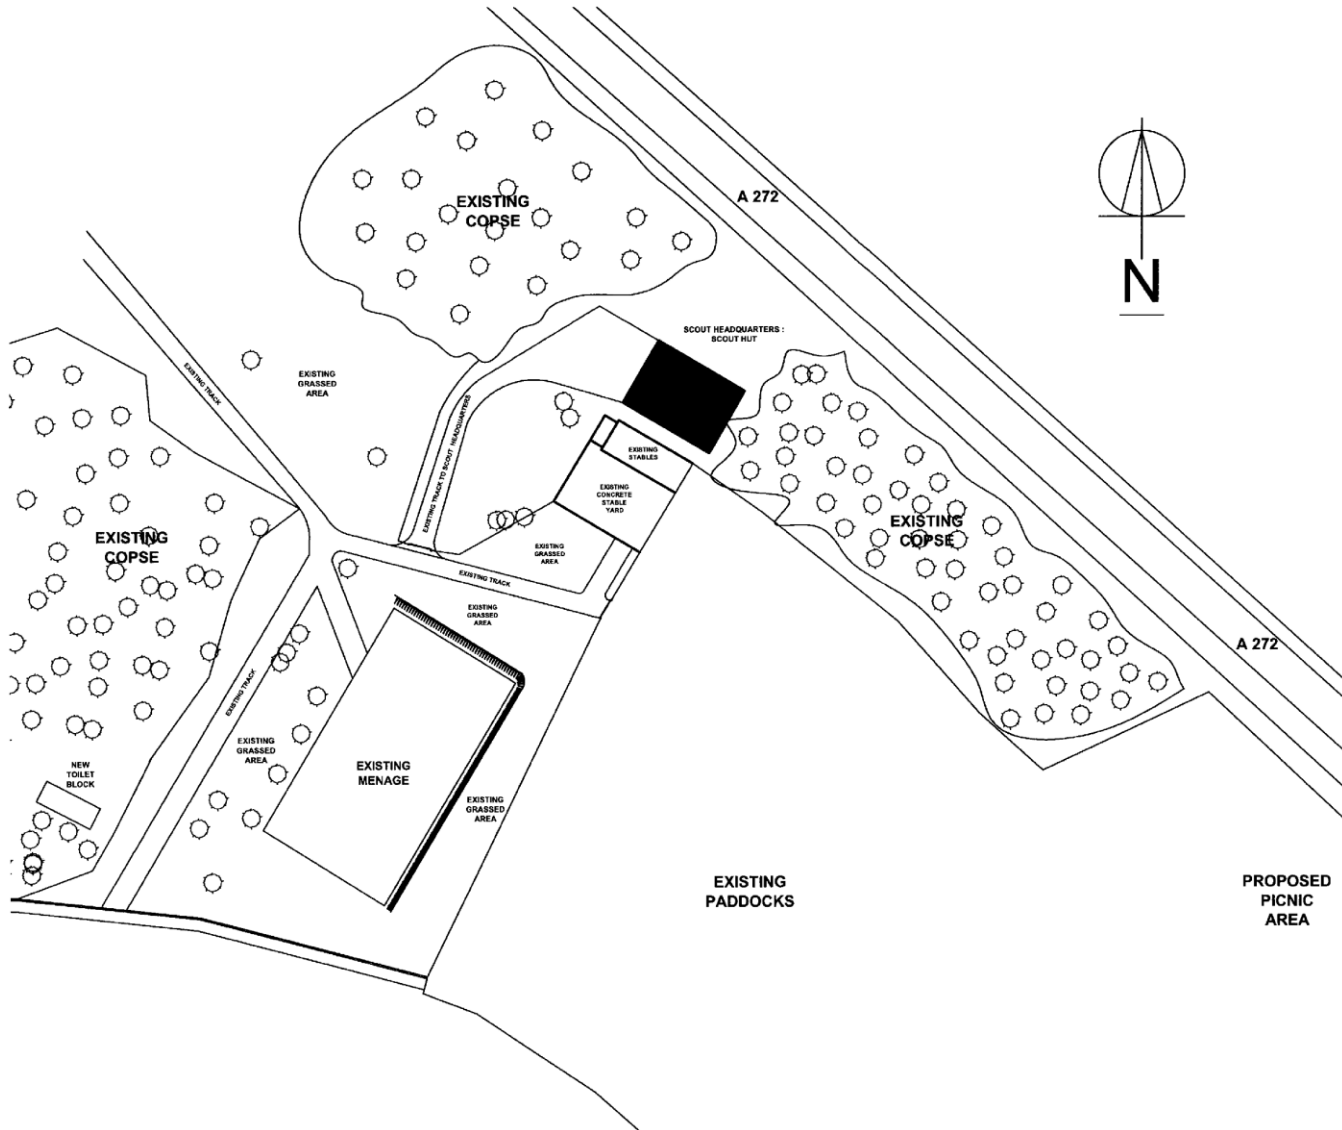 A 272
EXISTING
COPSE
N
SCOUT HEADQUARTERS :
SCOUT HUT
EXISTING TRACK
EXISTING
GRASSED
AREA
EXISTING TRACK TO SCOUT HEADQUARTERS
EXISTING
STABLES
EXISTING
CONCRETE
STABLE
YARD
EXISTING
COPSE
EXISTING
COPSE
EXISTING
GRASSED
AREA
EXISTING TRACK
EXISTING
GRASSED
AREA
A 272
EXISTING TRACK
EXISTING
GRASSED
AREA
EXISTING
MENAGE
NEW
TOILET
BLOCK
EXISTING
GRASSED
AREA
EXISTING
PADDOCKS
PROPOSED
PICNIC
AREA